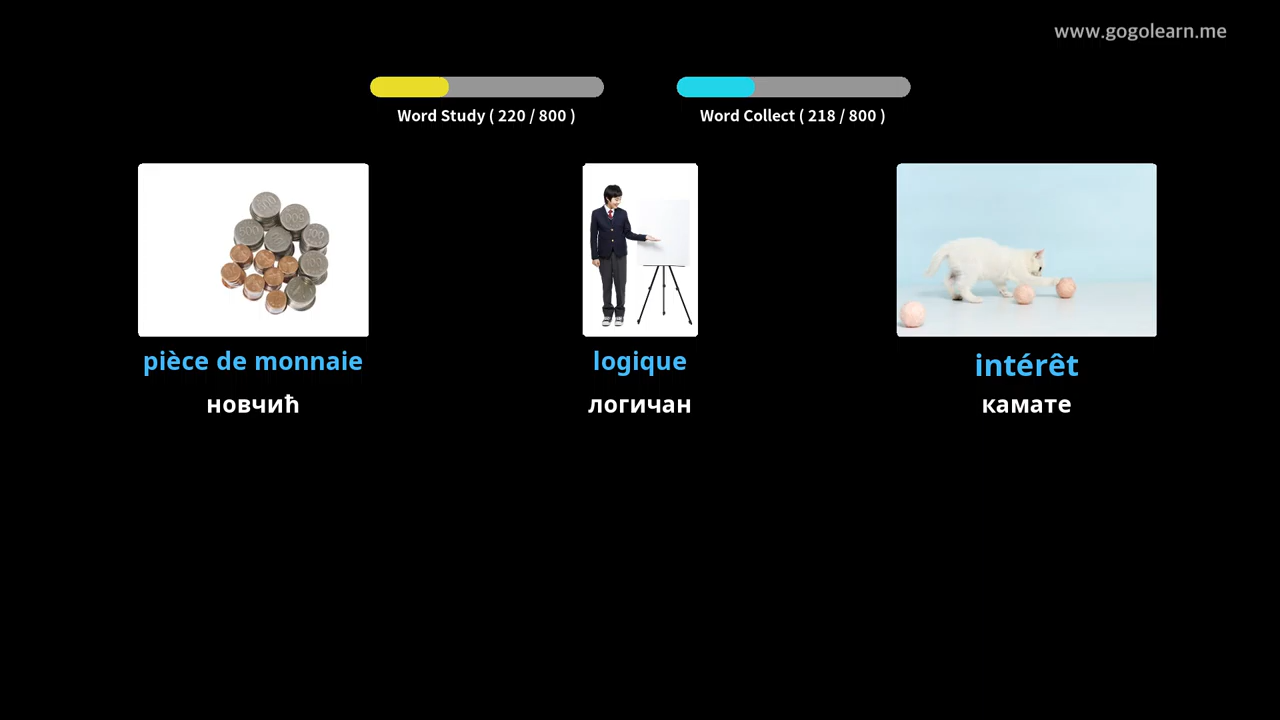 www.gogolearn.me
Word Study ( 220 / 800 )
Word Collect ( 218 / 800 )
pièce de monnaie
logique
intérêt
новчић
логичан
камате